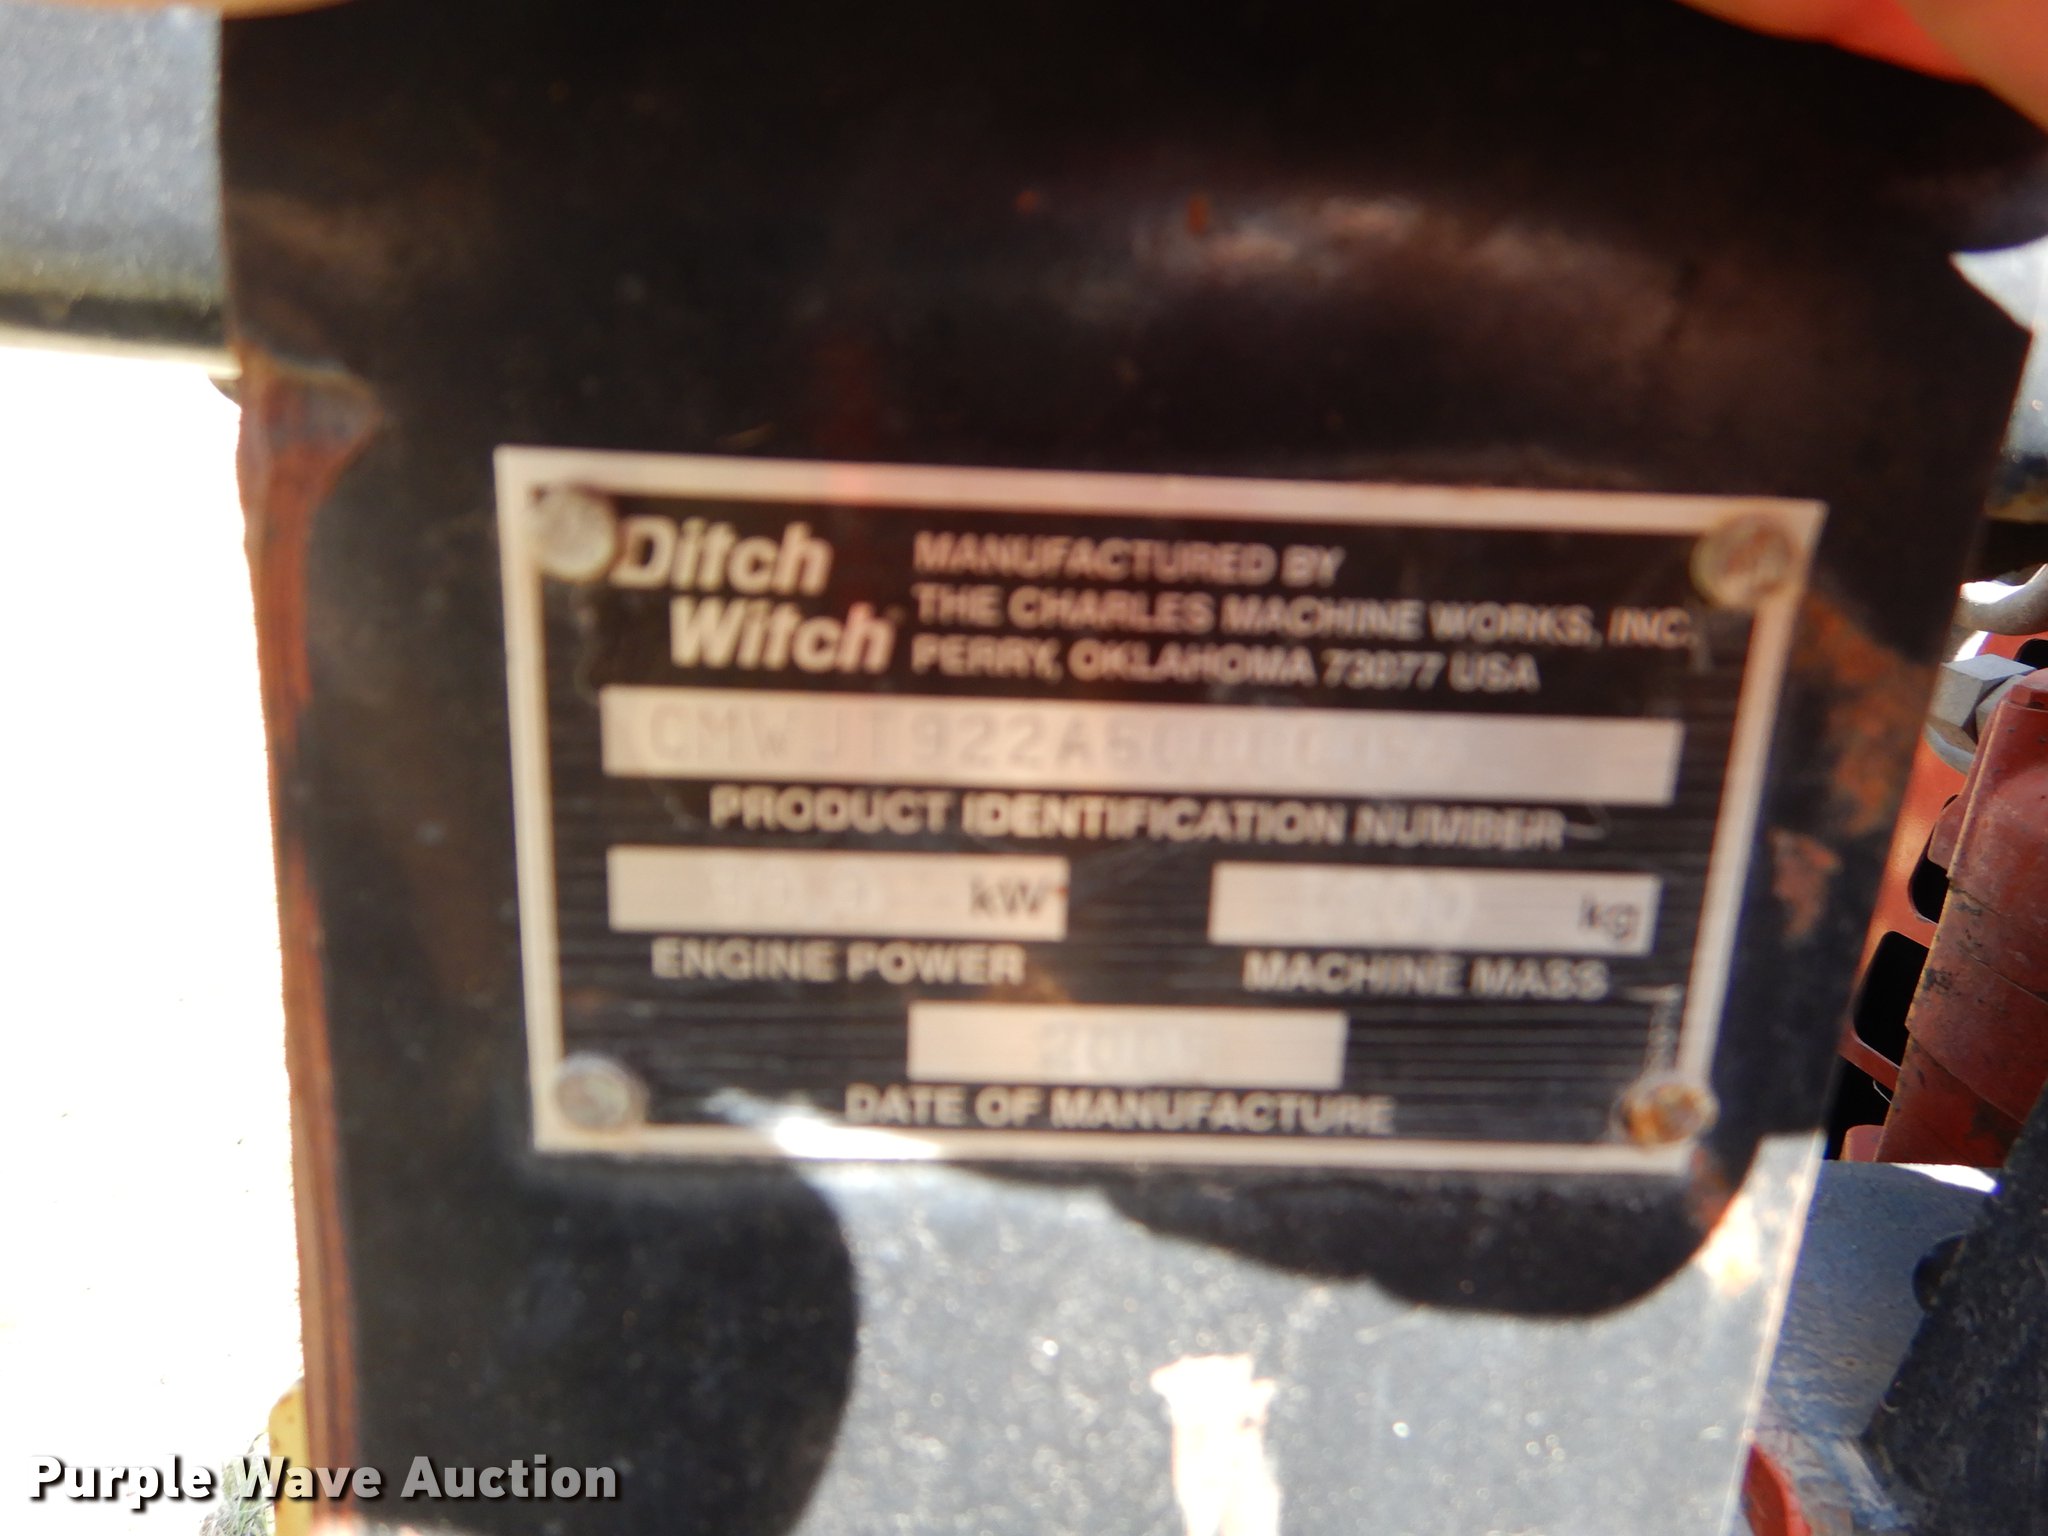 Ditch Witch
MANUFACTURED BY
THE CHARLES MACHINE WORKS, INC.
PERRY, OKLAHOMA 73077 USA
PRODUCT IDENTIFICATION NUMBER
kW
kg
ENGINE POWER
MACHINE MASS
DATE OF MANUFACTURE
Purple Wave Auction